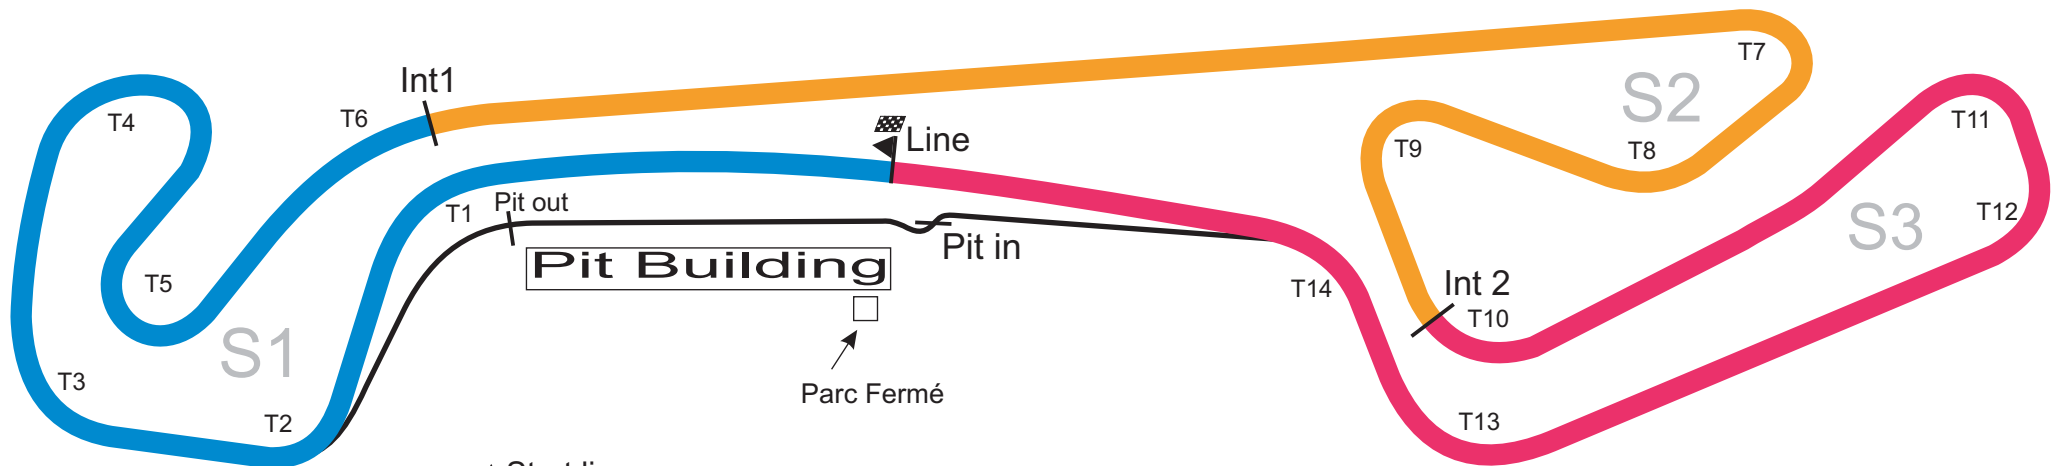 T7
Int1
S2
T4
T6
T11
Line
T9
T8
Pit out
T1
T12
S3
Pit in
Pit Building
T5
Int 2
T14
T10
S1
T3
Parc Fermé
T2
T13